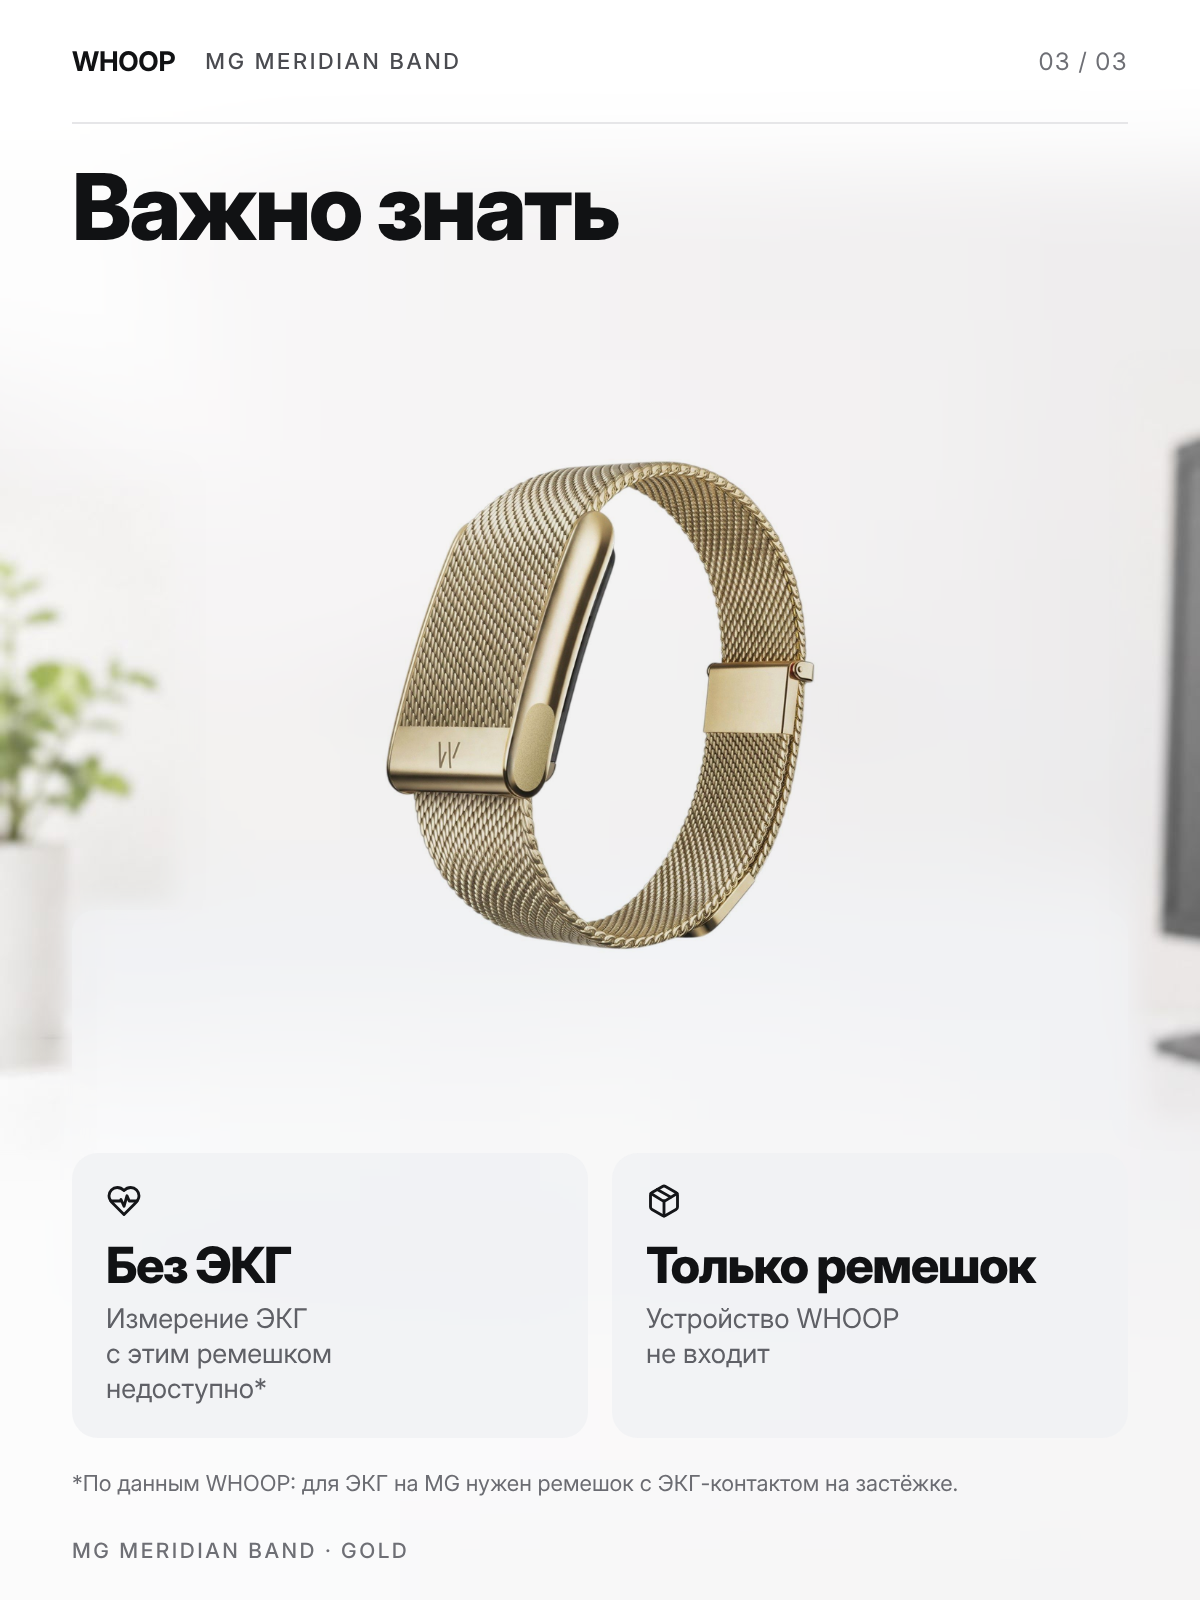 WHOOP MG MERIDIAN BAND 03 / 03
Важно знать
W
Без ЭКГ
Измерение ЭКГ
с этим ремешком
недоступно*
Только ремешок
Устройство WHOOP
не входит
*По данным WHOOP: для ЭКГ на MG нужен ремешок с ЭКГ-контактом на застёжке.
MG MERIDIAN BAND · GOLD